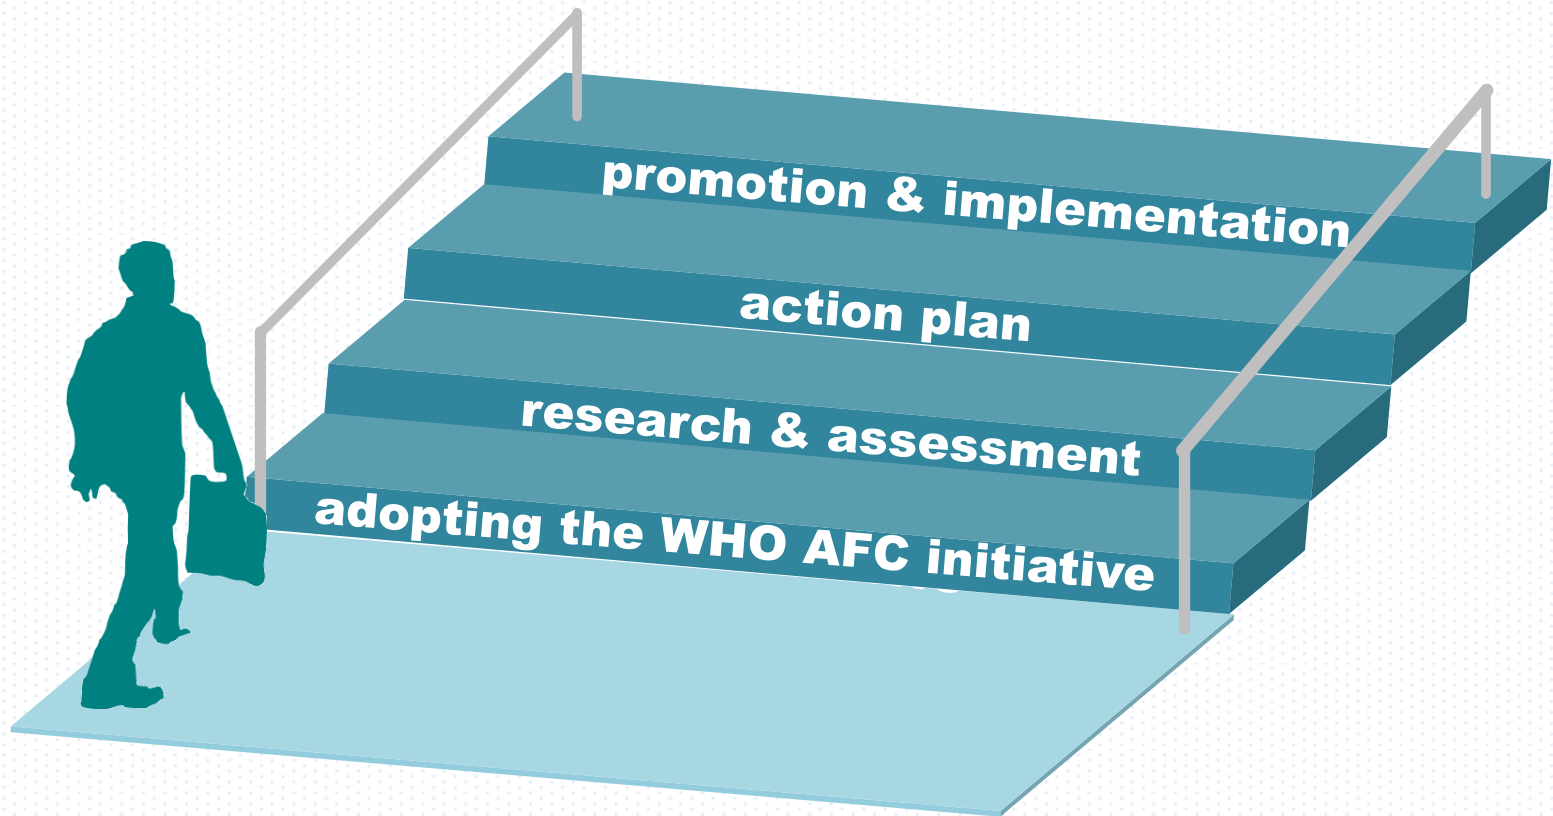 promotion & implementation
action plan
research & assessment
adopting the WHO AFC initiative